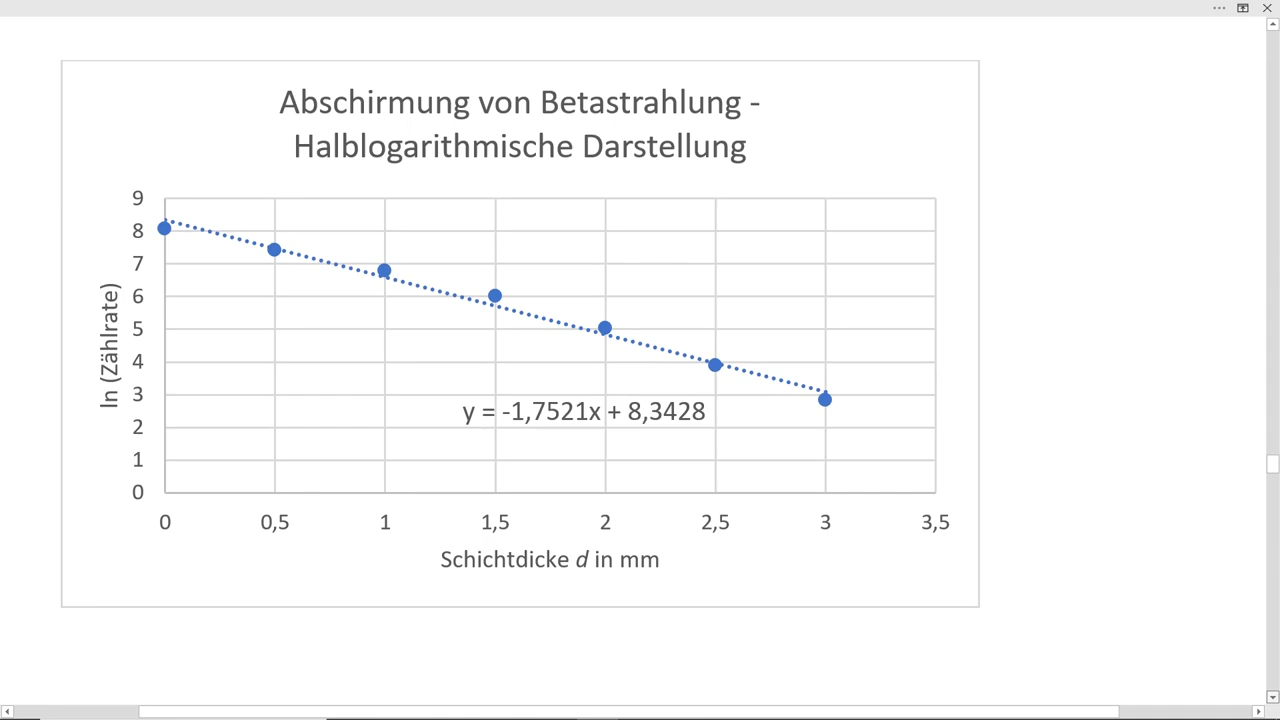 Abschirmung von Betastrahlung -
Halblogarithmische Darstellung
9
8
7
6
5
4
3
2
1
0
ln (Zählrate)
y = -1,7521x + 8,3428
0 0,5 1 1,5 2 2,5 3 3,5
Schichtdicke d in mm